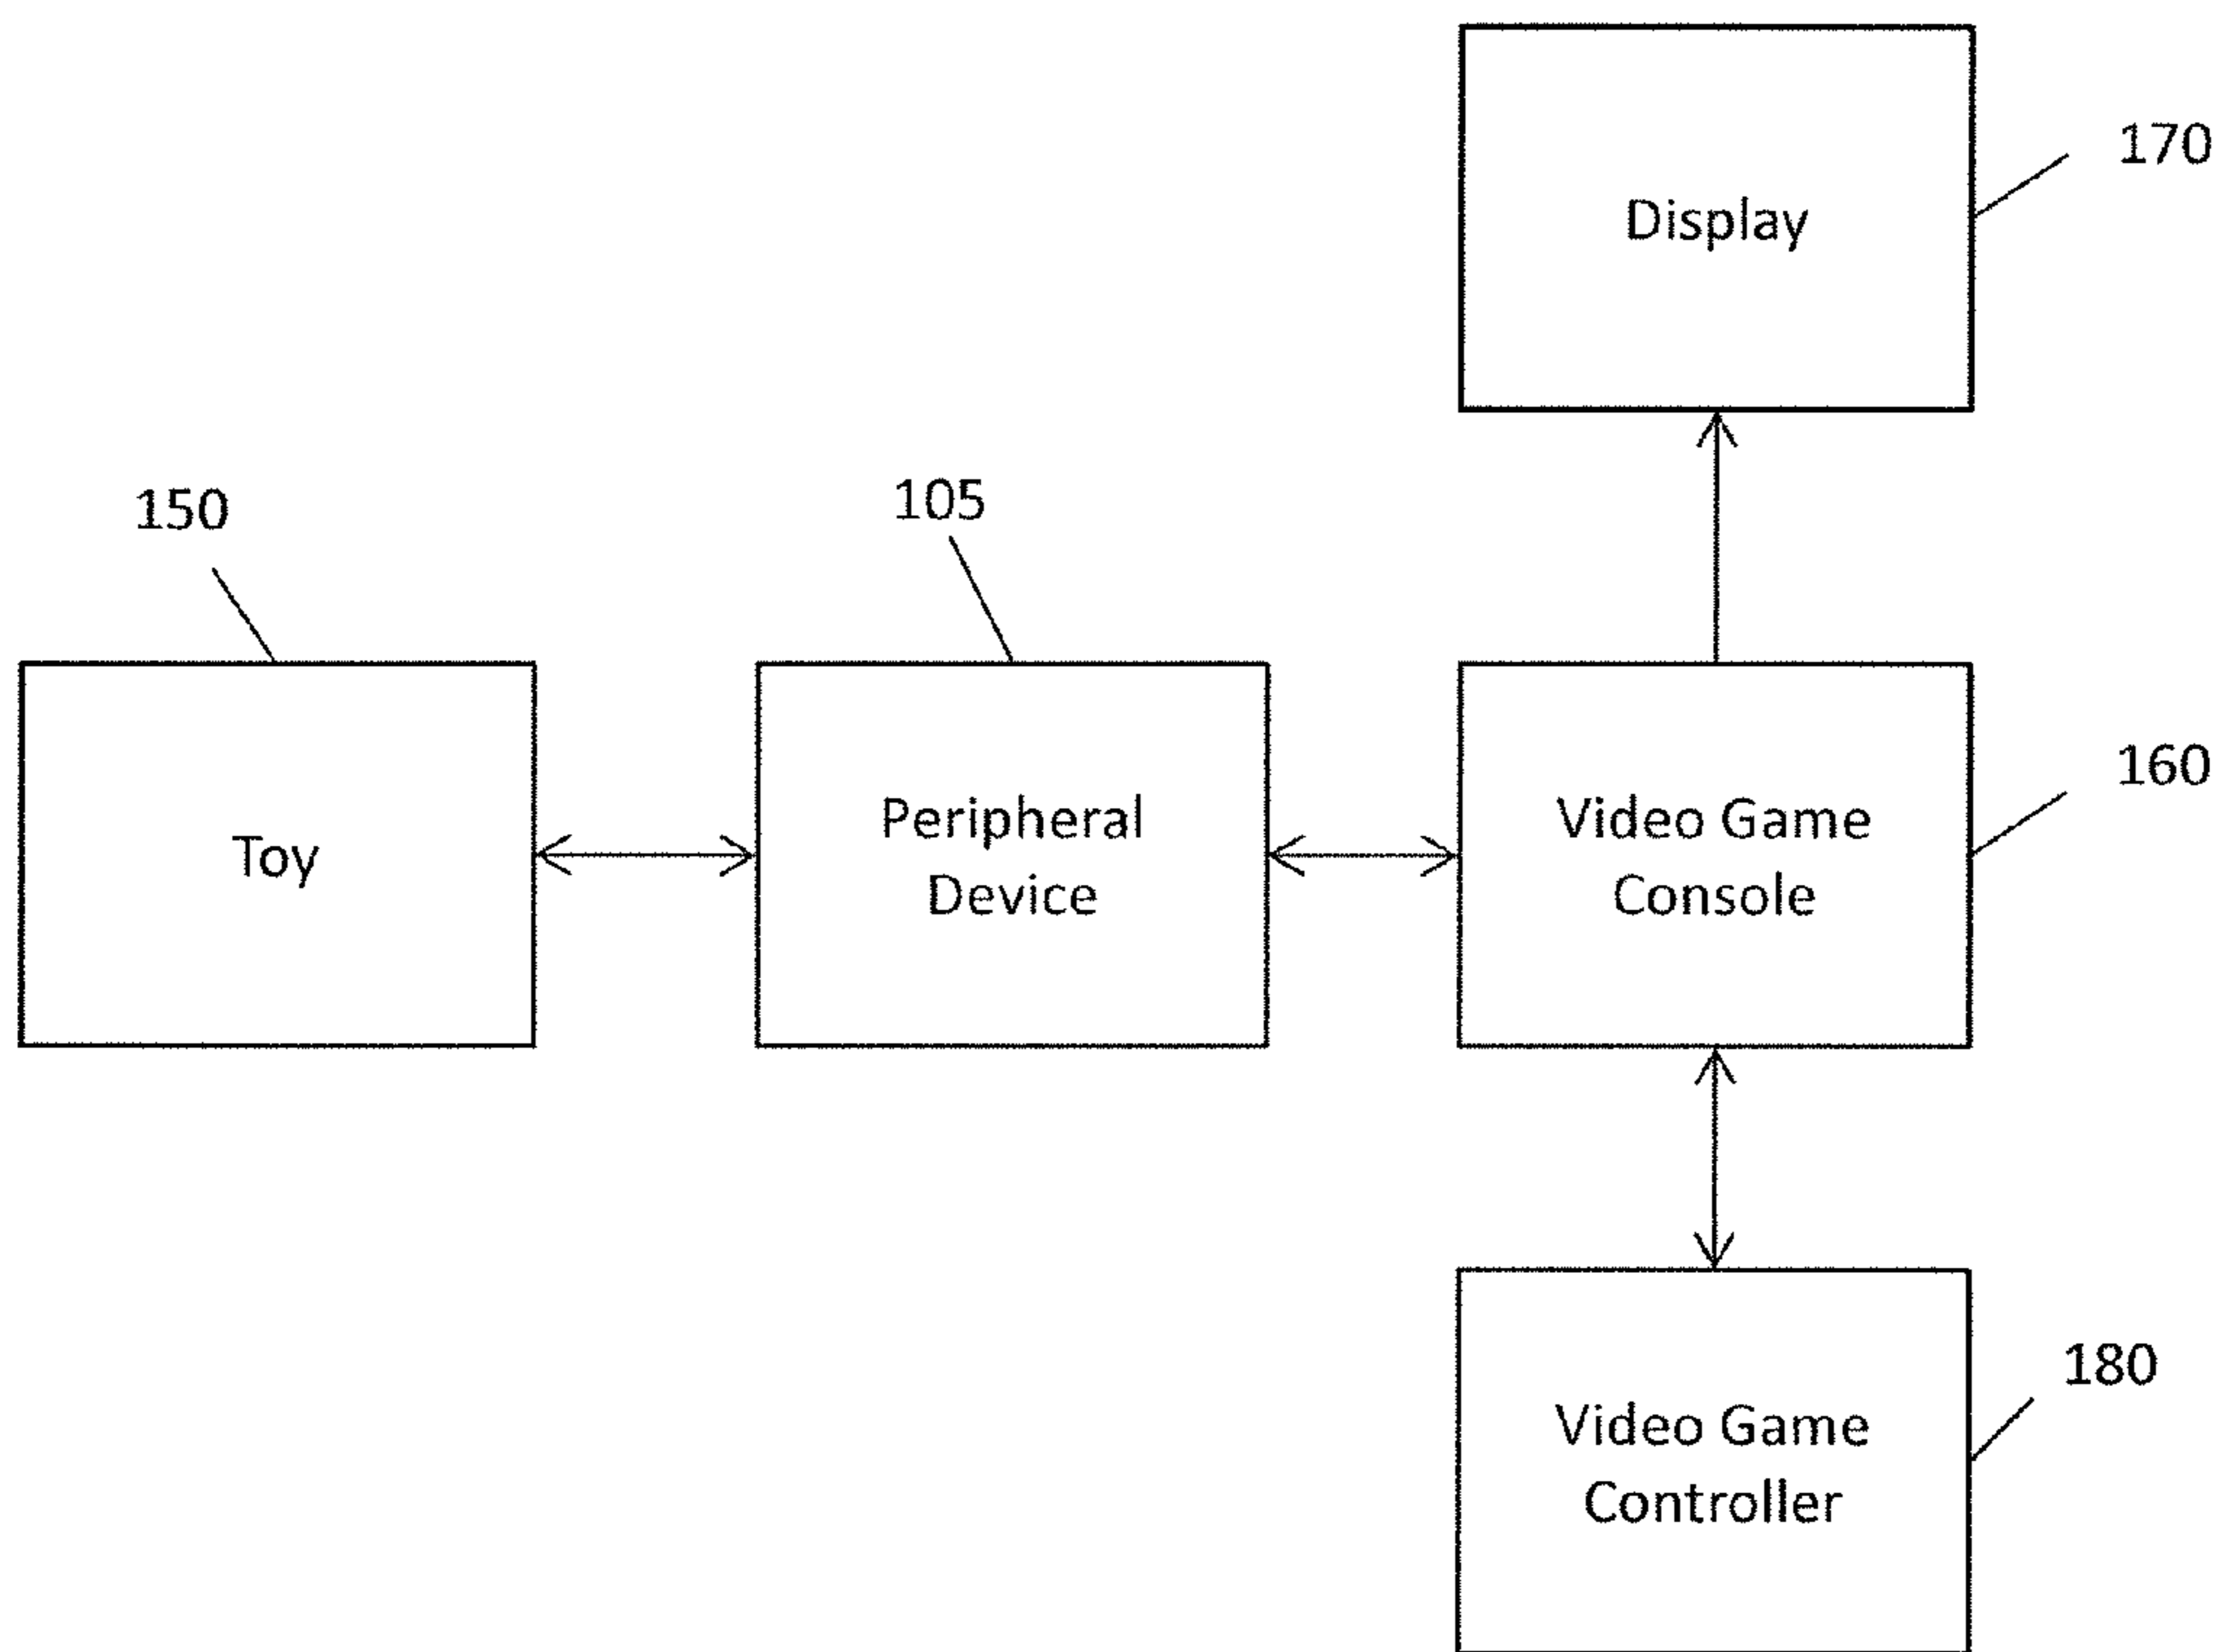 170
Display
150
105
160
Toy
Peripheral
Device
Video Game
Console
180
Video Game
Controller